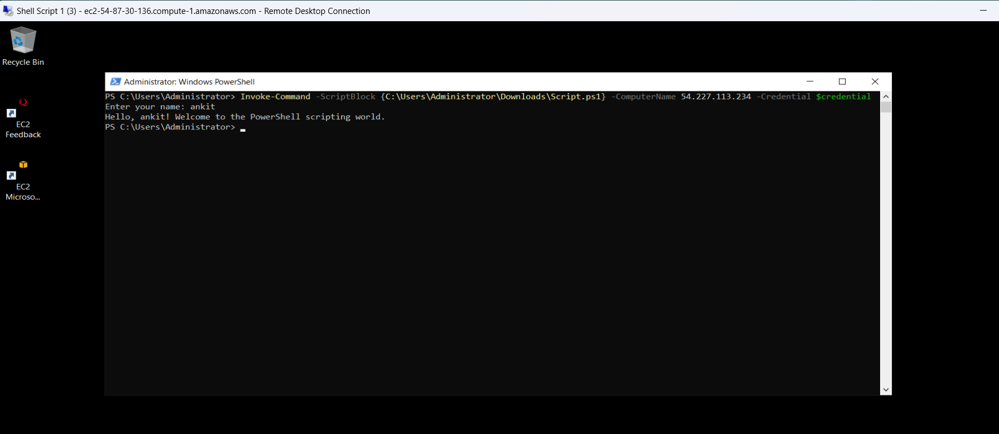 Shell Script 1 (3) - ec2-54-87-30-136.compute-1.amazonaws.com - Remote Desktop Connection
Recycle Bin
Administrator: Windows PowerShell
PS C:\Users\Administrator> Invoke-Command -ScriptBlock {C:\Users\Administrator\Downloads\Script.ps1} -ComputerName 54.227.113.234 -Credential $credential
Enter your name: ankit
Hello, ankit! Welcome to the PowerShell scripting world.
PS C:\Users\Administrator>
Q
EC2
Feedback
EC2
Microso...